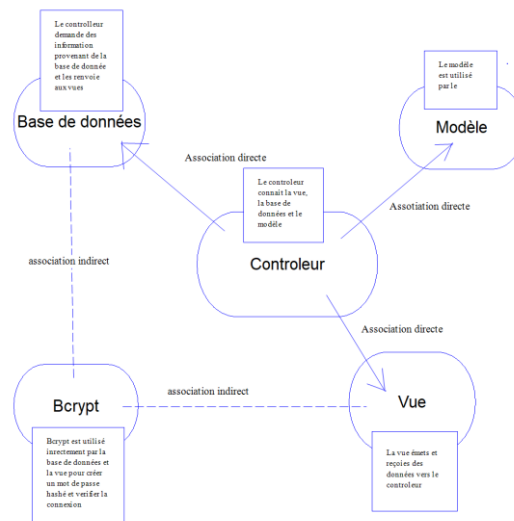 Le controlleur
demande des
information
provenant de la
base de donnée
et les renvoie
aux vues
Base de données
Le modèle
est utilisé
par le
Modèle
Association directe
Le controleur
connait la vue,
la base de
données et le
modèle
Assotiation directe
Controleur
association indirect
Association directe
Bcrypt
association indirect
Vue
Bcrypt est utilisé
inrectement par la
base de données et
la vue pour créer
un mot de passe
hashé et verifier la
connexion
La vue émets et
reçoies des
données vers le
controleur